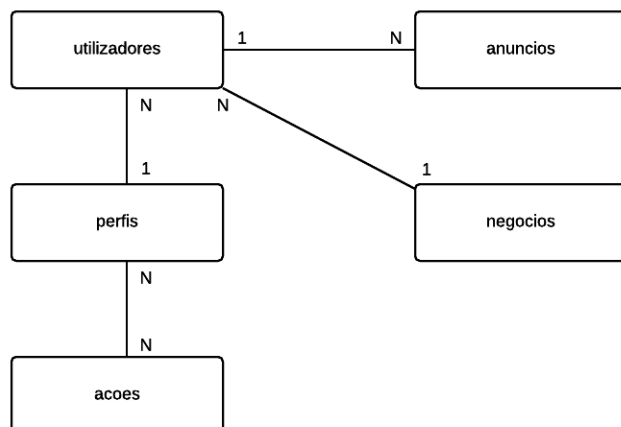 utilizadores
1
N
anuncios
N
N
1
1
perfis
negocios
N
N
acoes